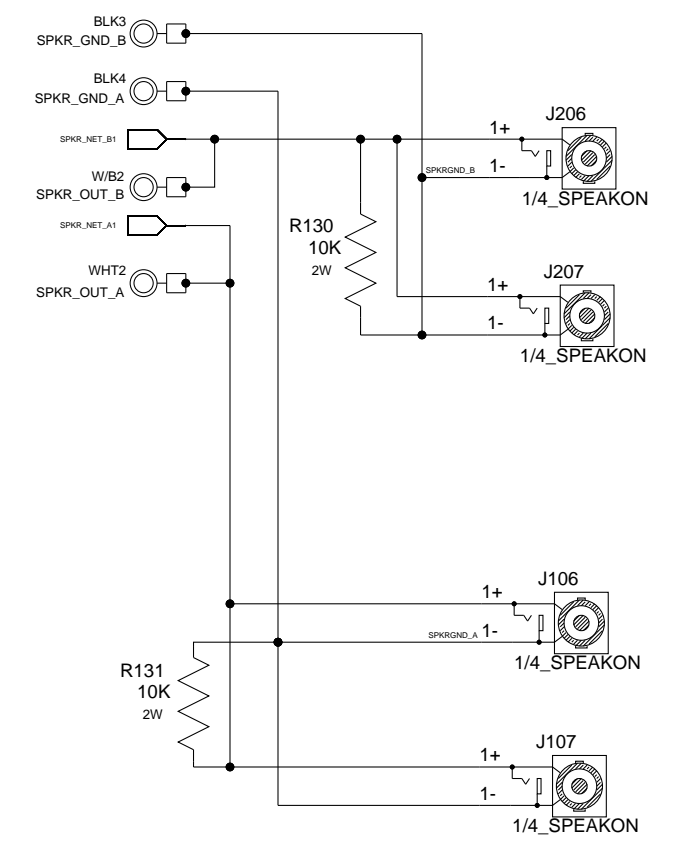 BLK3
SPKR_GND_B
BLK4
SPKR_GND_A
SPKR_NET_B1
W/B2
SPKR_OUT_B
SPKR_NET_A1
WHT2
SPKR_OUT_A
J206
1+
SPKRGND_B
1-
1/4_SPEAKON
R130
10K
2W
J207
1+
1-
1/4_SPEAKON
J106
1+
SPKRGND_A
1-
1/4_SPEAKON
R131
10K
2W
J107
1+
1-
1/4_SPEAKON